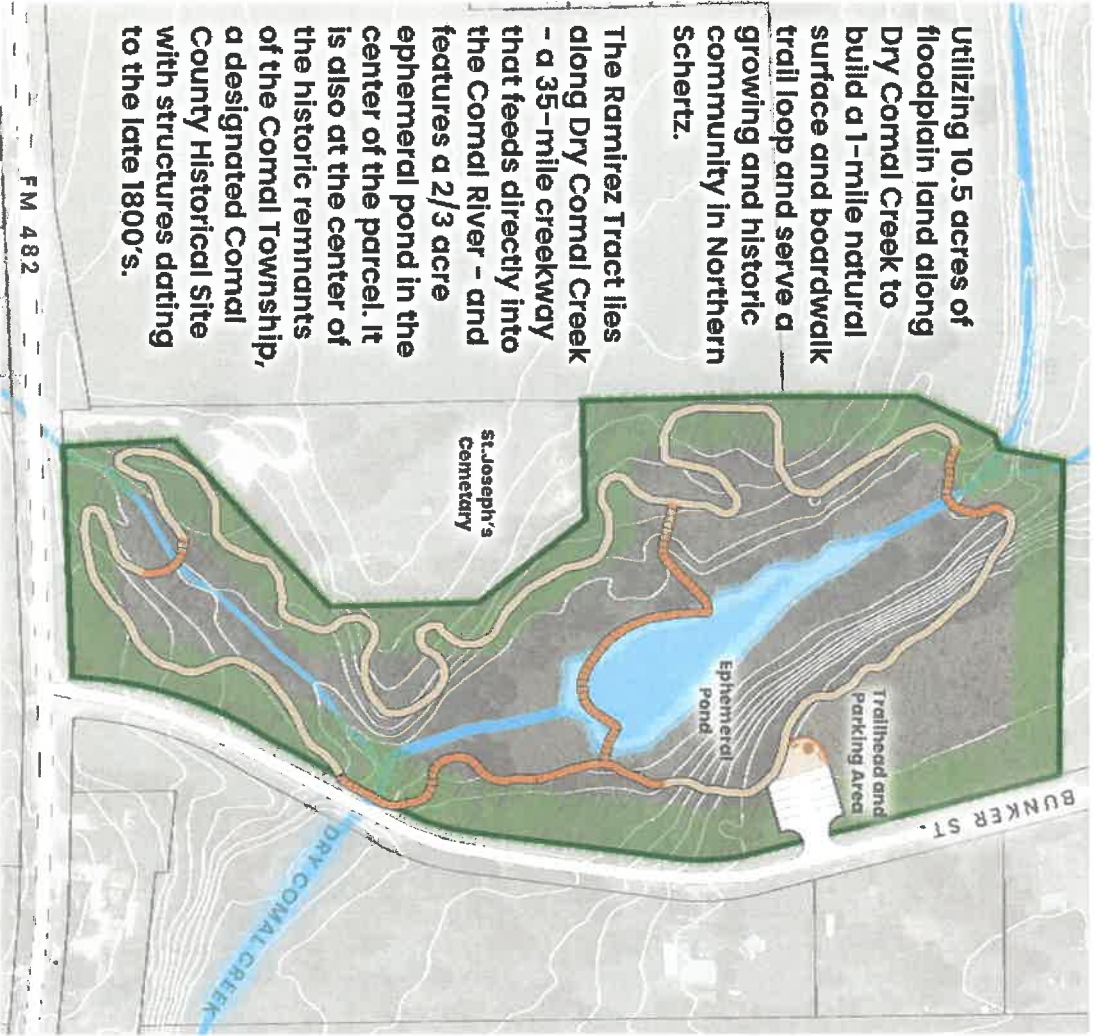 Utilizing 10.5 acres of
floodplain land along
Dry Comal Creek to
build a 1-mile natural
surface and boardwalk
trail loop and serve a
growing and historic
community in Northern
Schertz.
The Ramirez Tract lies
along Dry Comal Creek
- a 35-mile creekway
that feeds directly into
the Comal River - and
features a 2/3 acre
ephemeral pond in the
center of the parcel. It
is also at the center of
the historic remnants
of the Comal Township,
a designated Comal
County Historical Site
with structures dating
to the late 1800's.
FM 482
St.Joseph's
Cemetary
Ephemeral
Pond
Trailhead and
Parking Area
BUNKER ST
DRY COMAL CREEK